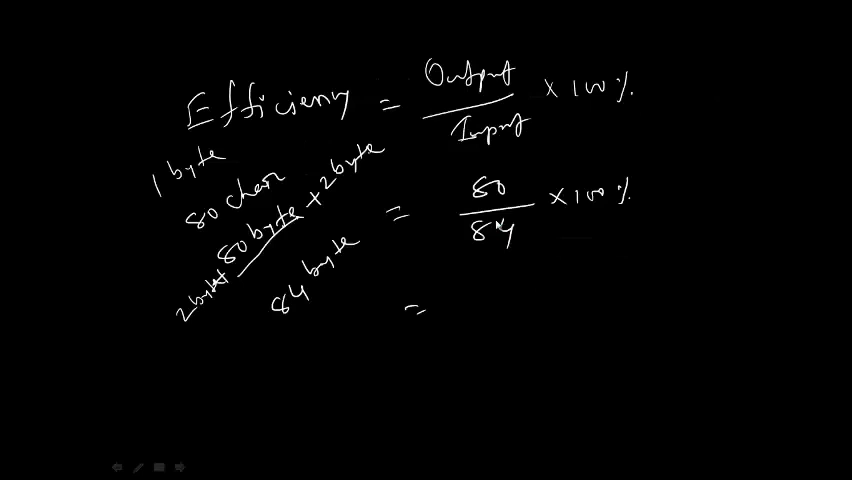 Efficiency = Output / Input × 100%
1 byte
80 char
2 byte + 80 byte + 2 byte
84 byte
= 80 / 84 × 100%
=